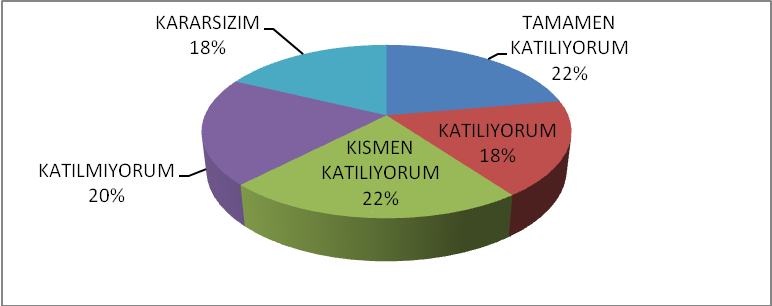 KARARSIZIM
18%
TAMAMEN
KATILIYORUM
22%
KATILIYORUM
18%
KISMEN
KATILIYORUM
22%
KATILMIYORUM
20%